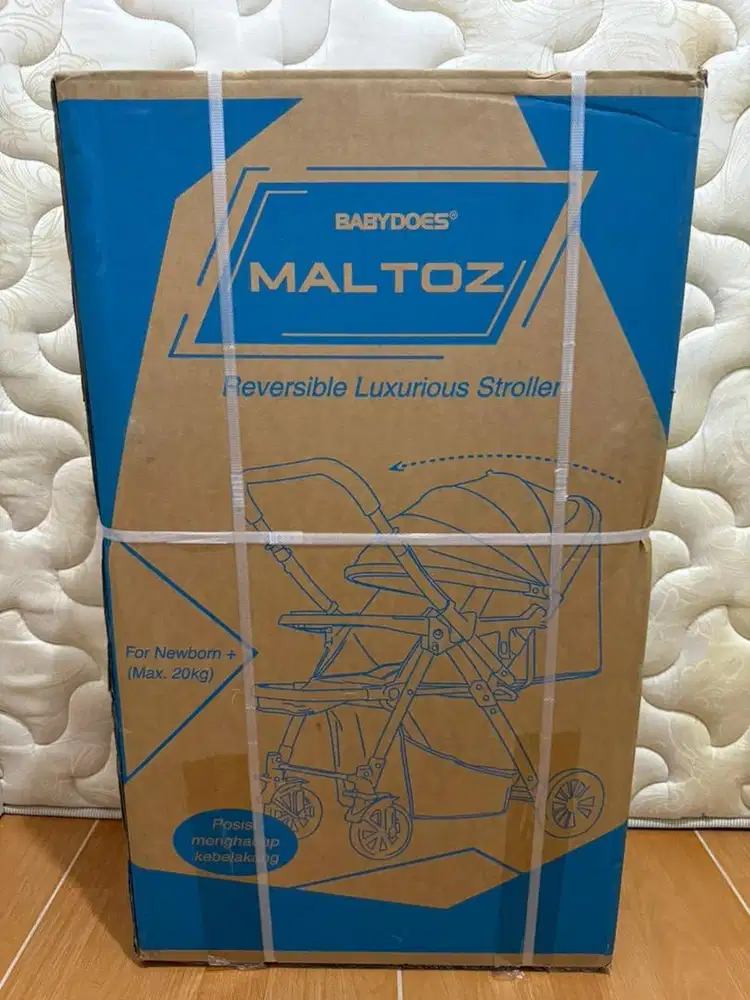 BABYDOES®
MALTOZ
Reversible Luxurious Stroller
For Newborn +
(Max. 20kg)
Posisi
menghadap
kebelakang